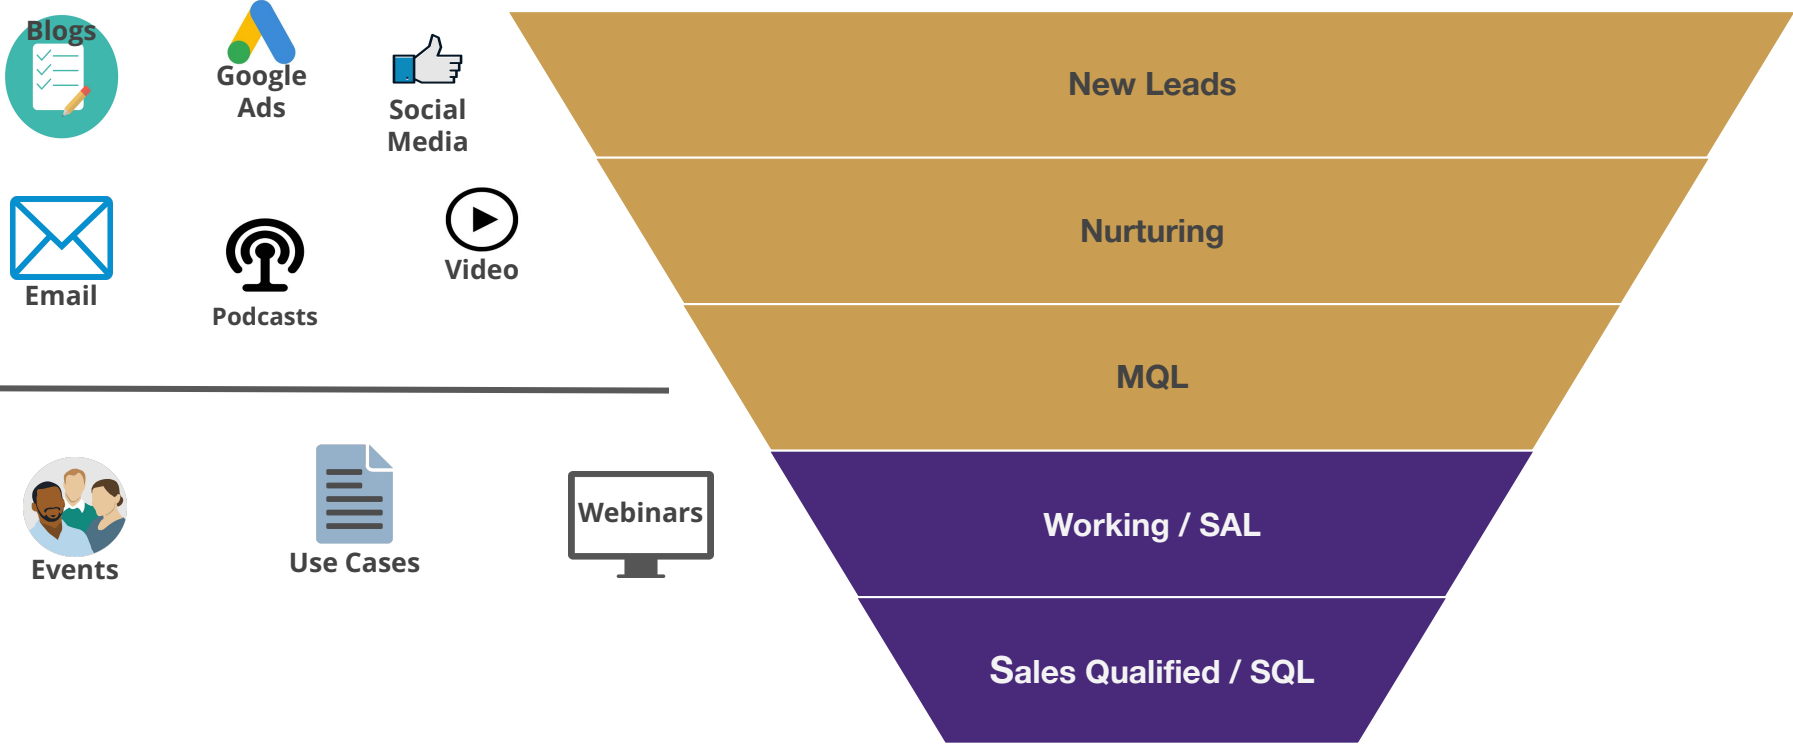 Blogs
Google
Ads
Social
Media
Email
Podcasts
Video
Events
Use Cases
Webinars
New Leads
Nurturing
MQL
Working / SAL
Sales Qualified / SQL